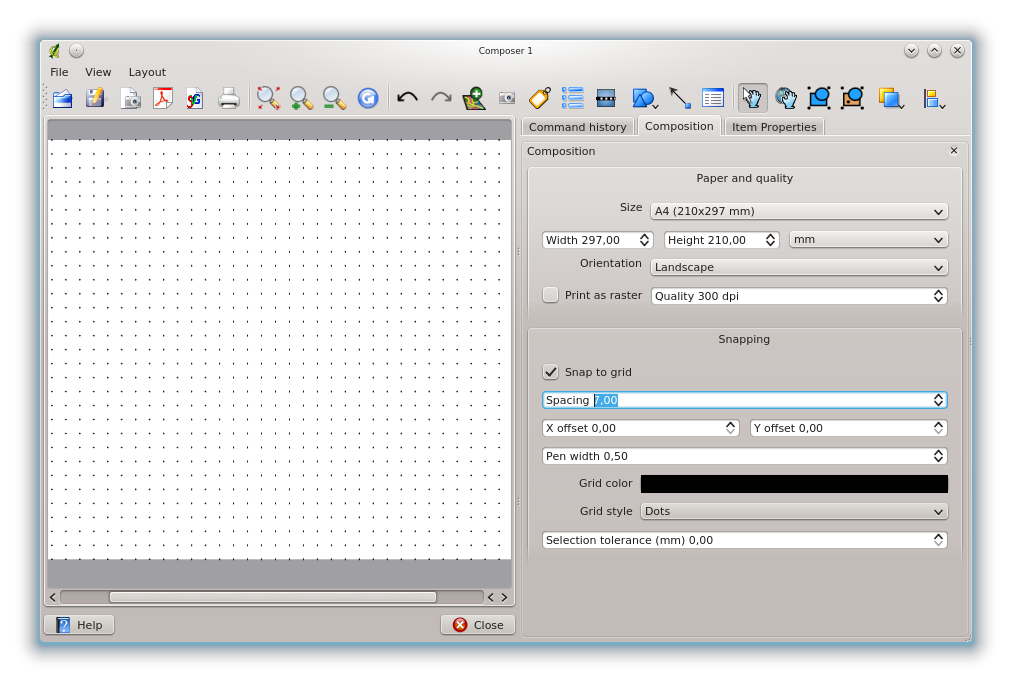 Composer 1
File View Layout
Command history Composition Item Properties
Composition
Paper and quality
Size A4 (210x297 mm)
Width 297,00 Height 210,00 mm
Orientation Landscape
Print as raster Quality 300 dpi
Snapping
Snap to grid
Spacing 7,00
X offset 0,00 Y offset 0,00
Pen width 0,50
Grid color
Grid style Dots
Selection tolerance (mm) 0,00
Help Close